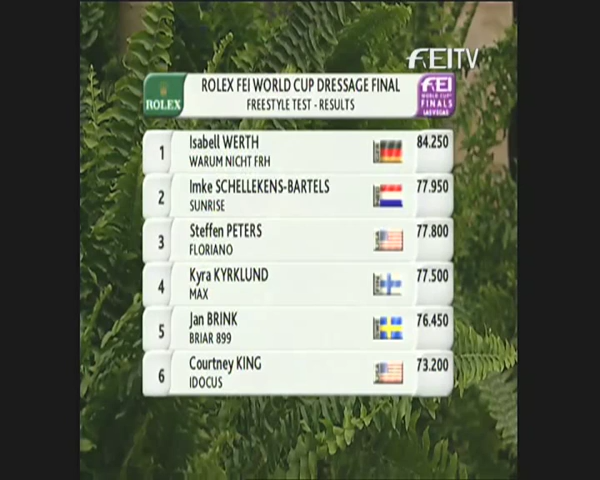 FEI TV
ROLEX FEI WORLD CUP DRESSAGE FINAL
FREESTYLE TEST - RESULTS
ROLEX
FEI
WORLD CUP
FINALS
LAS VEGAS
1 Isabell WERTH 84.250
WARUM NICHT FRH
2 Imke SCHELLEKENS-BARTELS 77.950
SUNRISE
3 Steffen PETERS 77.800
FLORIANO
4 Kyra KYRKLUND 77.500
MAX
5 Jan BRINK 76.450
BRIAR 899
6 Courtney KING 73.200
IDOCUS